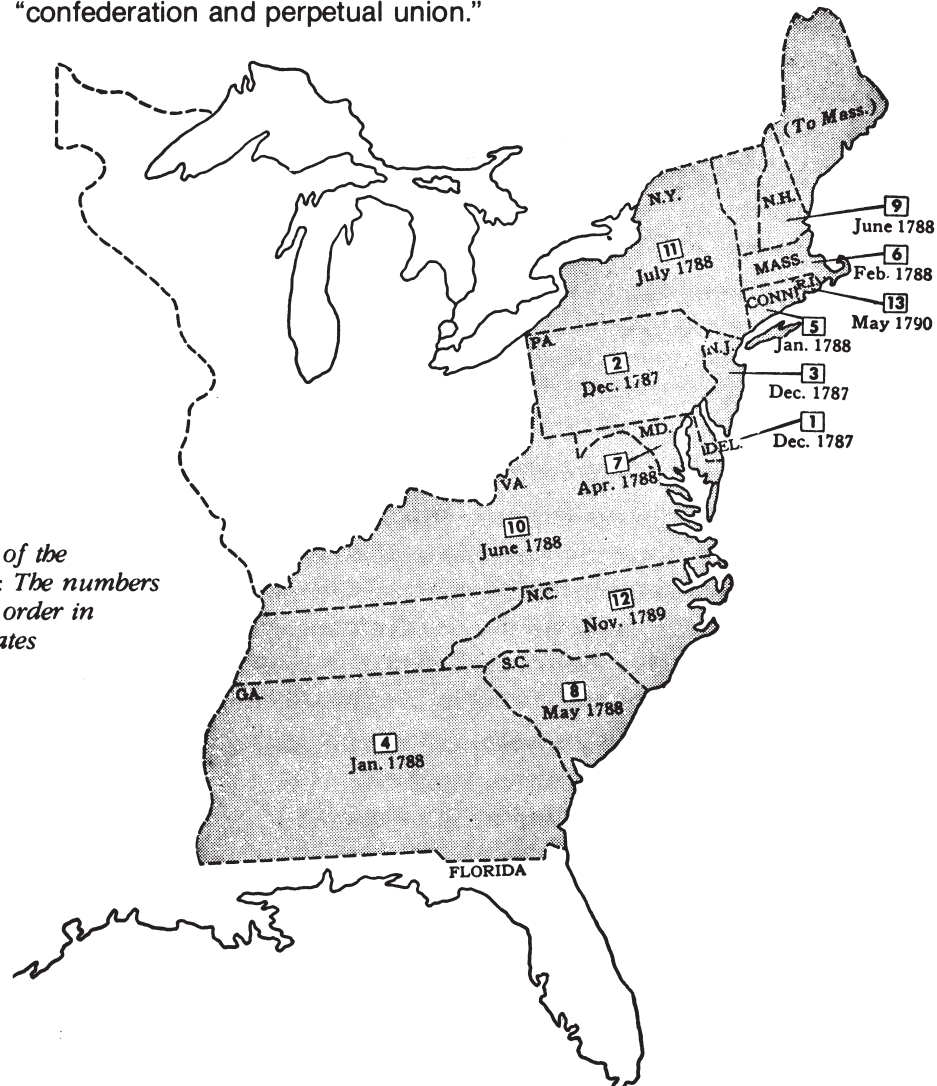 “confederation and perpetual union.”
(To Mass.)
N.Y.
N.H.
9
June 1788
11
July 1788
MASS.
6
Feb. 1788
CONN.
R.I.
13
May 1790
5
Jan. 1788
PA.
2
Dec. 1787
N.J.
3
Dec. 1787
MD.
DEL.
1
Dec. 1787
7
Apr. 1788
VA.
10
June 1788
of the
: The numbers
order in
ates
N.C.
12
Nov. 1789
S.C.
8
May 1788
GA.
4
Jan. 1788
FLORIDA